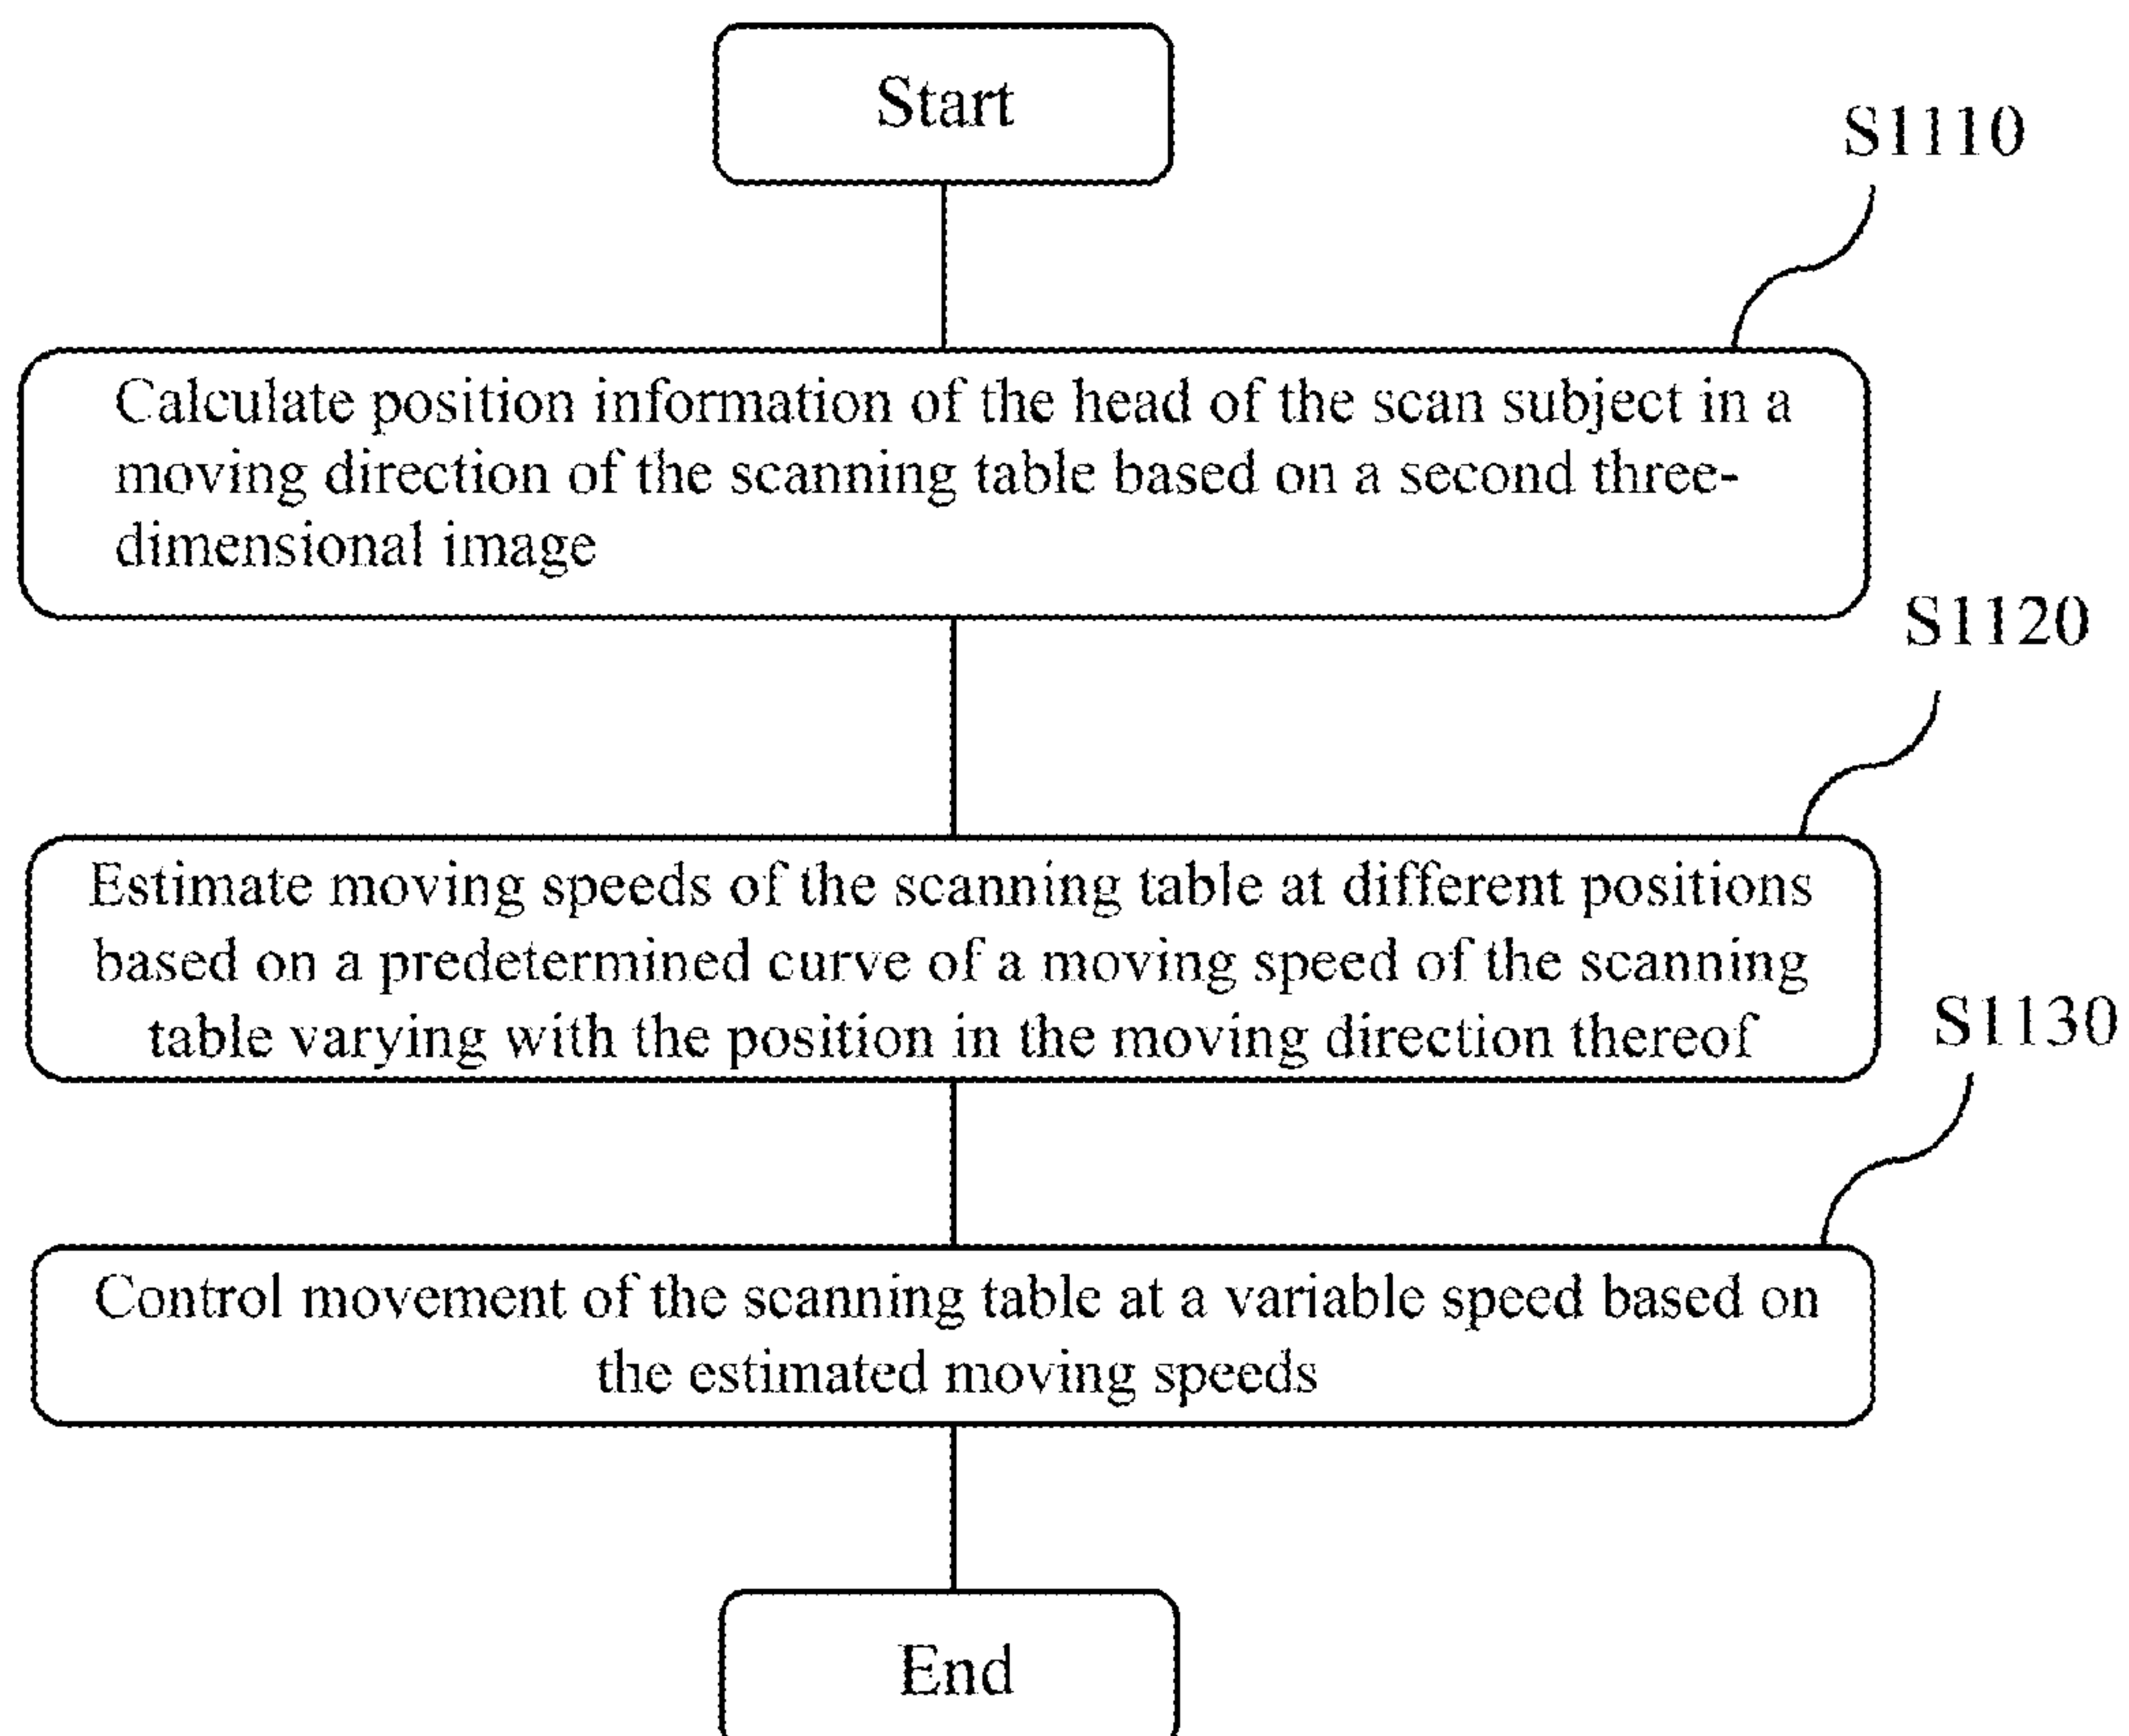 Start
S1110
Calculate position information of the head of the scan subject in a
moving direction of the scanning table based on a second three-
dimensional image
S1120
Estimate moving speeds of the scanning table at different positions
based on a predetermined curve of a moving speed of the scanning
table varying with the position in the moving direction thereof
S1130
Control movement of the scanning table at a variable speed based on
the estimated moving speeds
End